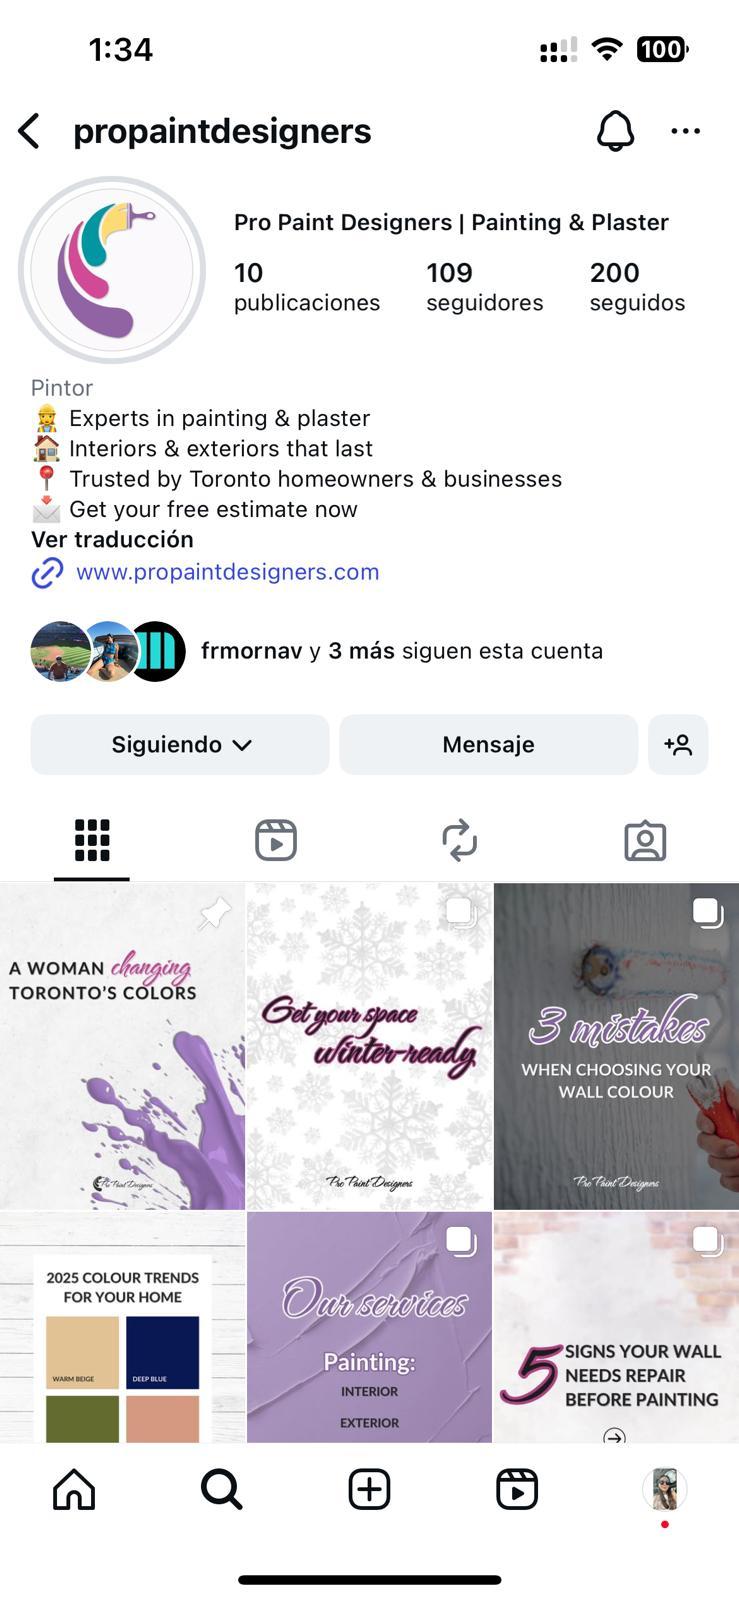 1:34
100
propaintdesigners
Pro Paint Designers | Painting & Plaster
10 109 200
publicaciones seguidores seguidos
Pintor
Experts in painting & plaster
Interiors & exteriors that last
Trusted by Toronto homeowners & businesses
Get your free estimate now
Ver traducción
www.propaintdesigners.com
frmornav y 3 más siguen esta cuenta
Siguiendo
Mensaje
A WOMAN changing
TORONTO'S COLORS
Pro Paint Designers
Get your space
winter-ready
Pro Paint Designers
3 mistakes
WHEN CHOOSING YOUR
WALL COLOUR
Pro Paint Designers
2025 COLOUR TRENDS
FOR YOUR HOME
WARM BEIGE
DEEP BLUE
Our services
Painting:
INTERIOR
EXTERIOR
5 SIGNS YOUR WALL
NEEDS REPAIR
BEFORE PAINTING